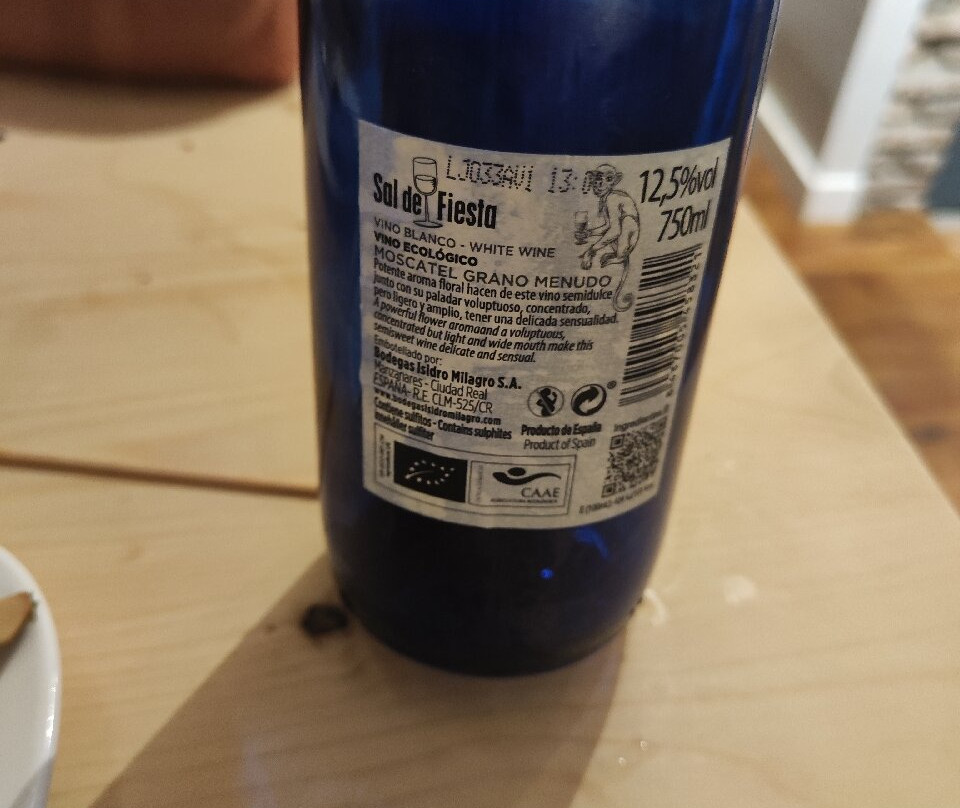 LJ033AV1 13:0
Sal de Fiesta
12,5%vol
750ml
VINO BLANCO - WHITE WINE
VINO ECOLÓGICO
MOSCATEL GRANO MENUDO
Potente aroma floral hacen de este vino semidulce
junto con su paladar voluptuoso, concentrado,
pero ligero y amplio, tener una delicada sensualidad.
A powerful flower aromaand a voluptuous,
concentrated but light and wide mouth make this
semisweet wine delicate and sensual.
Embotellado por:
Bodegas Isidro Milagro S.A.
Manzanares - Ciudad Real
ESPAÑA- R.E. CLM-525/CR
www.bodegasisidromilagro.com
Contiene sulfitos - Contains sulphites
sulfiter
Producto de España
Product of Spain
CAAE